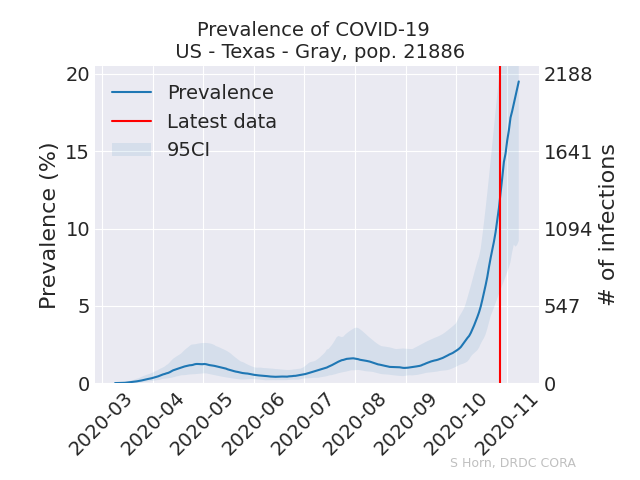 Prevalence of COVID-19
US - Texas - Gray, pop. 21886
Prevalence
Latest data
95CI
Prevalence (%)
20
15
10
5
0
2188
1641
1094
547
0
# of infections
2020-03
2020-04
2020-05
2020-06
2020-07
2020-08
2020-09
2020-10
2020-11
S Horn, DRDC CORA